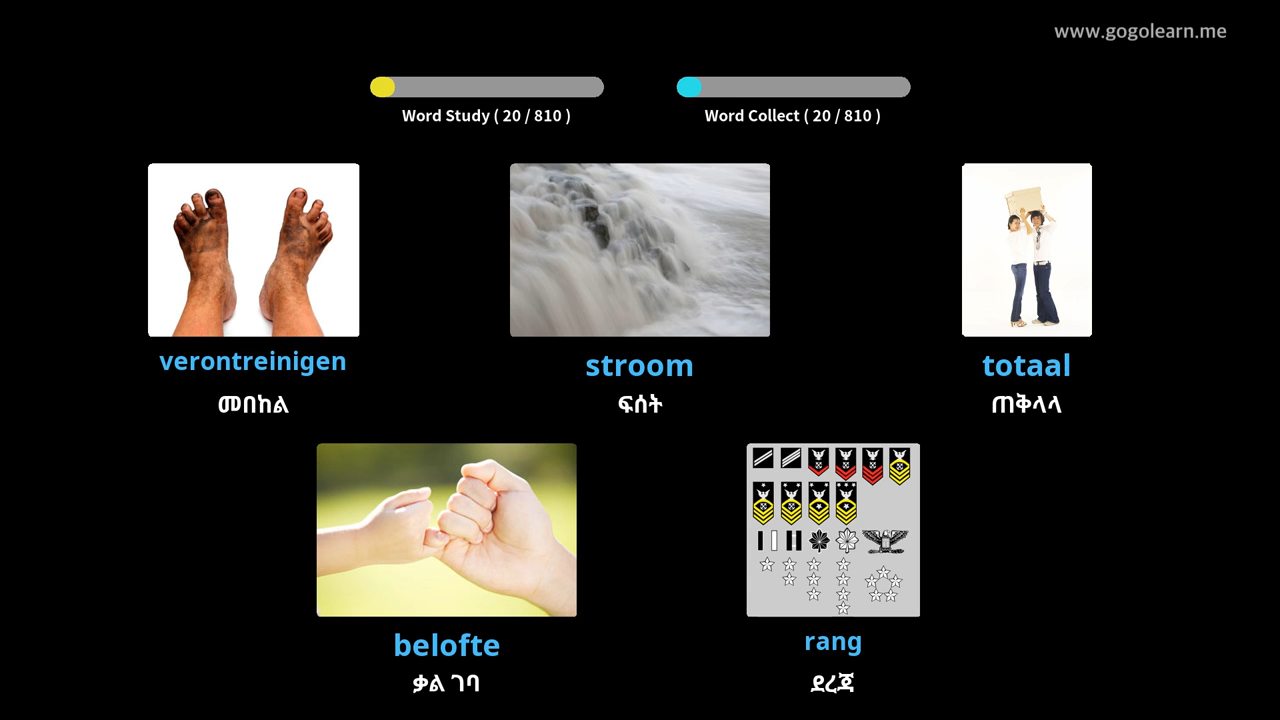 www.gogolearn.me
Word Study ( 20 / 810 )
Word Collect ( 20 / 810 )
verontreinigen
መበከል
stroom
ፍሰት
totaal
ጠቅላላ
belofte
ቃል ገባ
rang
ደረጃ